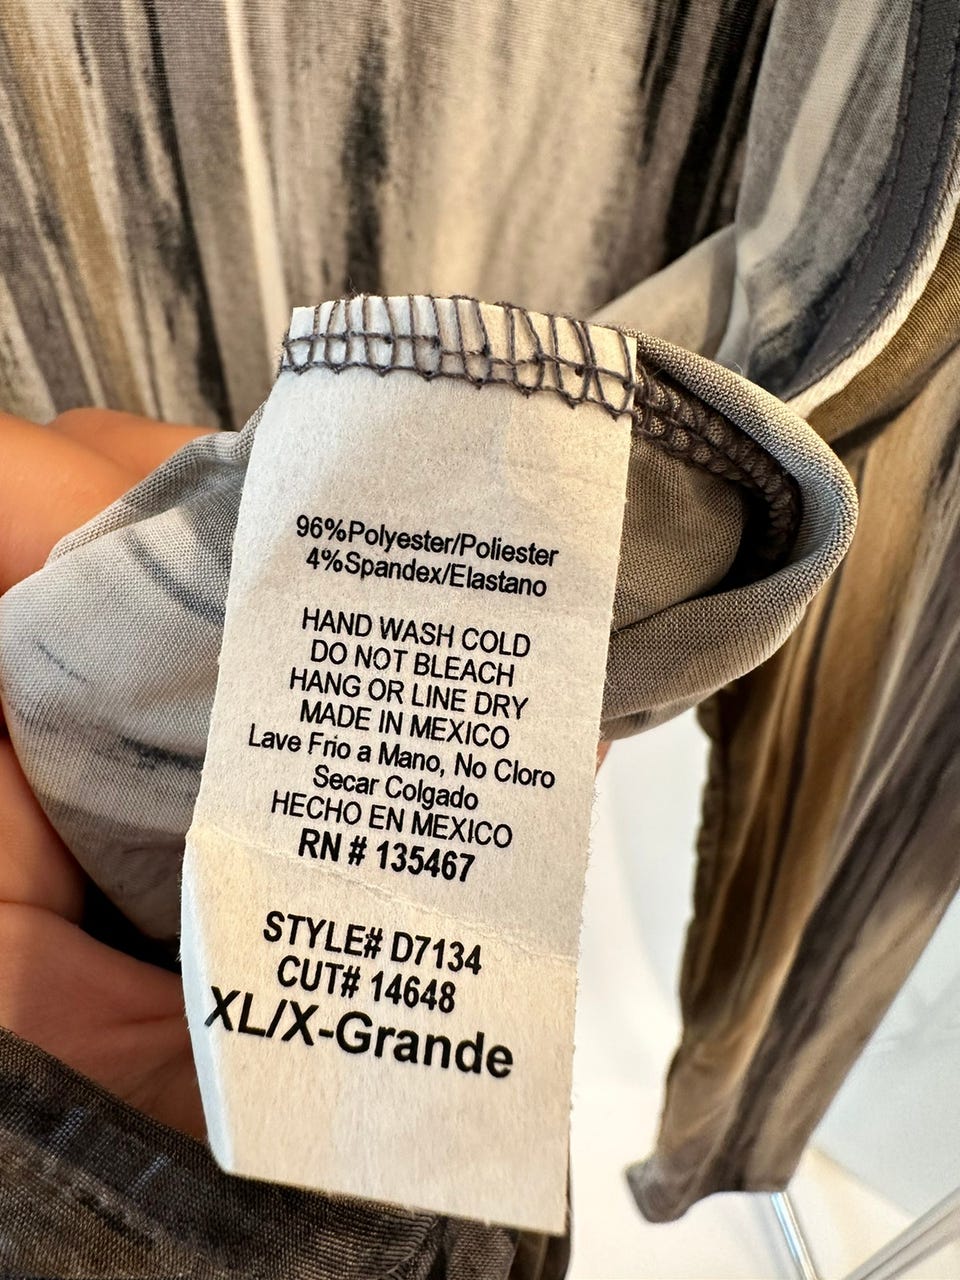 96%Polyester/Poliester
4%Spandex/Elastano
HAND WASH COLD
DO NOT BLEACH
HANG OR LINE DRY
MADE IN MEXICO
Lave Frio a Mano, No Cloro
Secar Colgado
HECHO EN MEXICO
RN # 135467
STYLE# D7134
CUT# 14648
XL/X-Grande